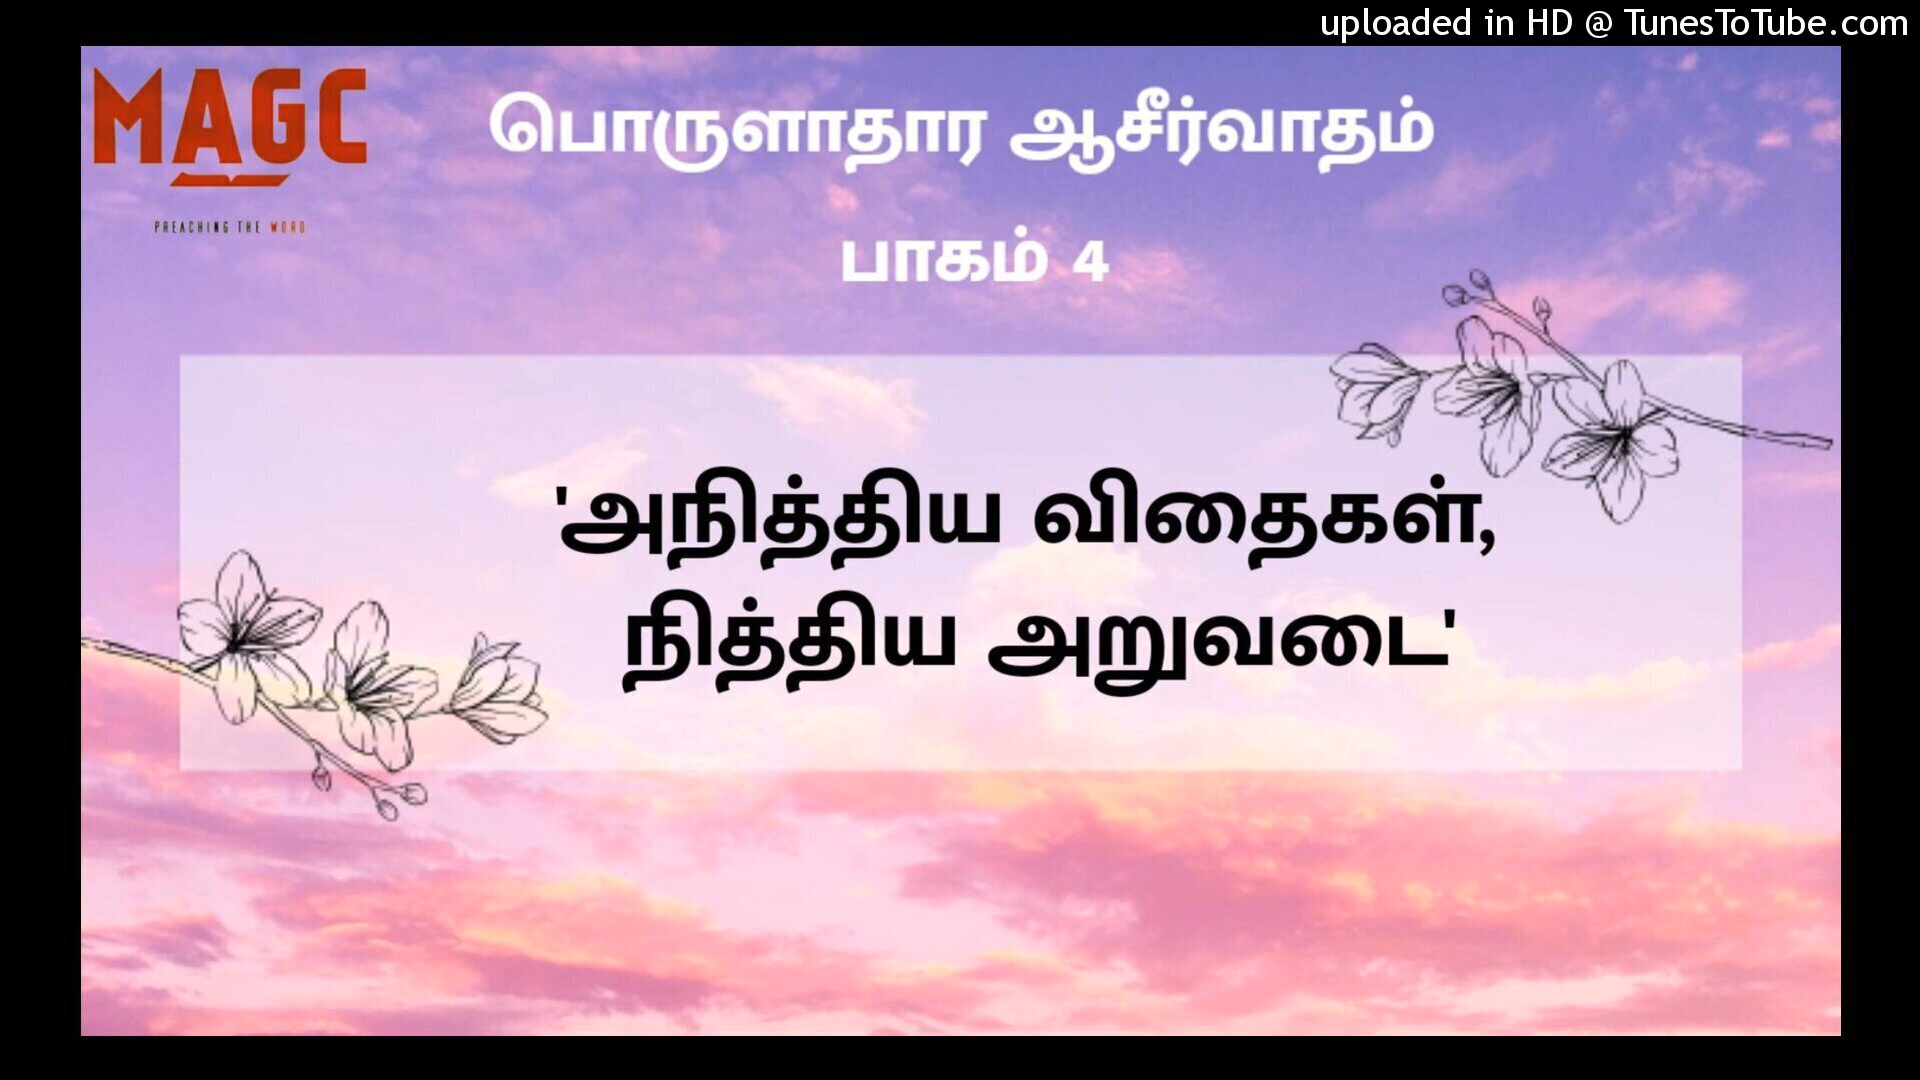 uploaded in HD @ TunesToTube.com
MAGC
PREACHING THE WORD
பொருளாதார ஆசீர்வாதம்
பாகம் 4
'அநித்திய விதைகள்,
நித்திய அறுவடை'